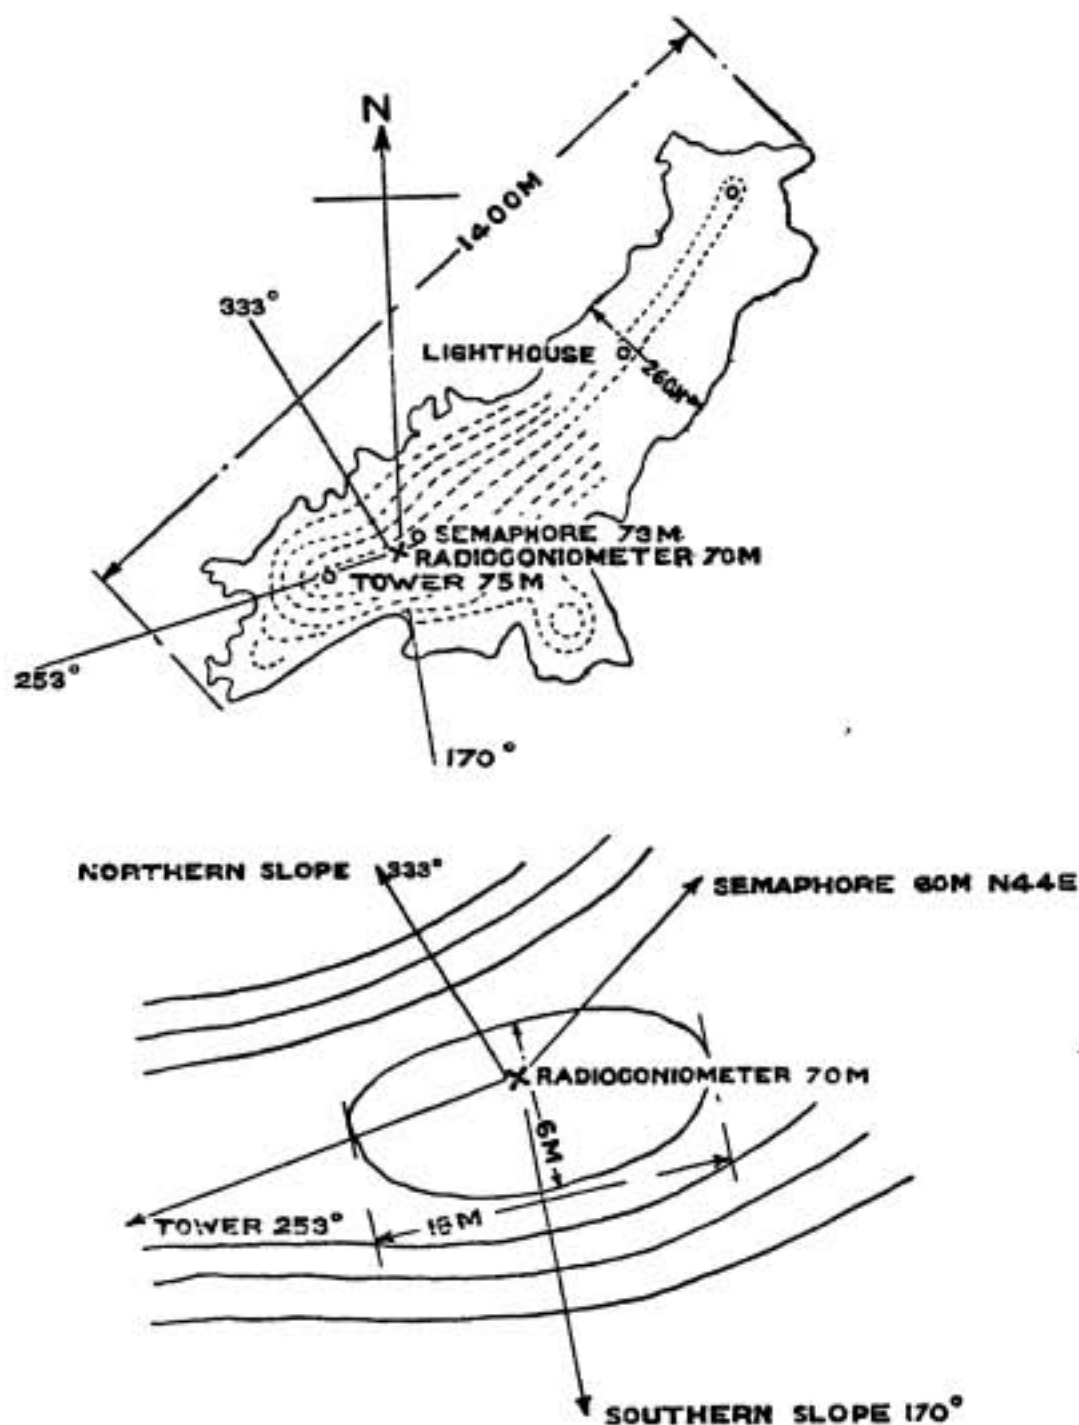 N
1400M
333°
LIGHTHOUSE
260M
SEMAPHORE 73M
RADIOGONIOMETER 70M
TOWER 75M
253°
170°
NORTHERN SLOPE 333°
SEMAPHORE 60M N44E
RADIOGONIOMETER 70M
6M
TOWER 253°
18M
SOUTHERN SLOPE 170°